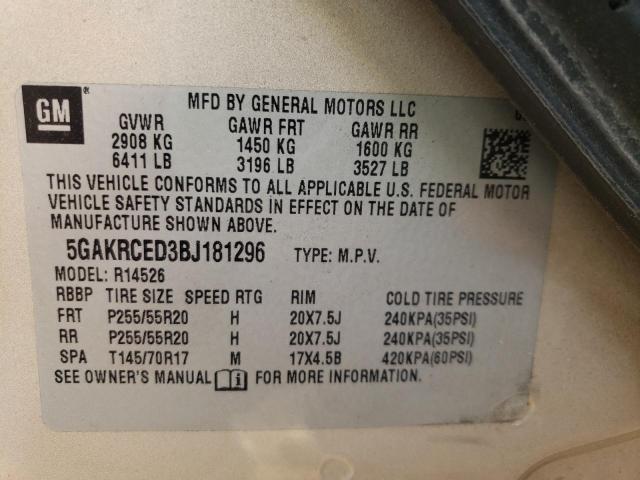 GM ®
MFD BY GENERAL MOTORS LLC
GVWR GAWR FRT GAWR RR
2908 KG 1450 KG 1600 KG
6411 LB 3196 LB 3527 LB
THIS VEHICLE CONFORMS TO ALL APPLICABLE U.S. FEDERAL MOTOR
VEHICLE SAFETY STANDARDS IN EFFECT ON THE DATE OF
MANUFACTURE SHOWN ABOVE.
5GAKRCED3BJ181296 TYPE: M.P.V.
MODEL: R14526
RBBP TIRE SIZE SPEED RTG RIM COLD TIRE PRESSURE
FRT P255/55R20 H 20X7.5J 240KPA(35PSI)
RR P255/55R20 H 20X7.5J 240KPA(35PSI)
SPA T145/70R17 M 17X4.5B 420KPA(60PSI)
SEE OWNER'S MANUAL FOR MORE INFORMATION.